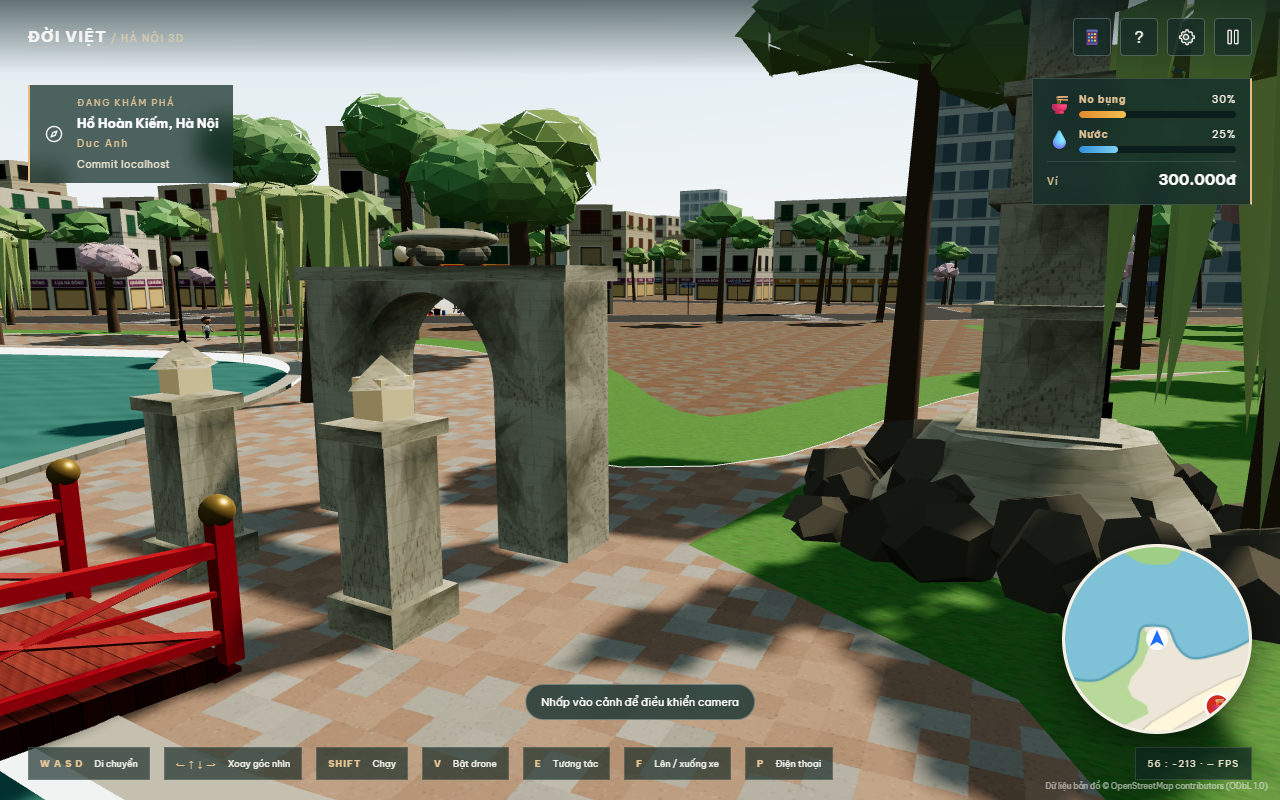 ĐỜI VIỆT / HÀ NỘI 3D
?
ĐANG KHÁM PHÁ
Hồ Hoàn Kiếm, Hà Nội
Duc Anh
Commit localhost
No bụng 30%
Nước 25%
Ví 300.000đ
Nhấp vào cảnh để điều khiển camera
W A S D Di chuyển
←↑↓→ Xoay góc nhìn
SHIFT Chạy
V Bật drone
E Tương tác
F Lên / xuống xe
P Điện thoại
56 : -213 · — FPS
Dữ liệu bản đồ © OpenStreetMap contributors (ODbL 1.0)